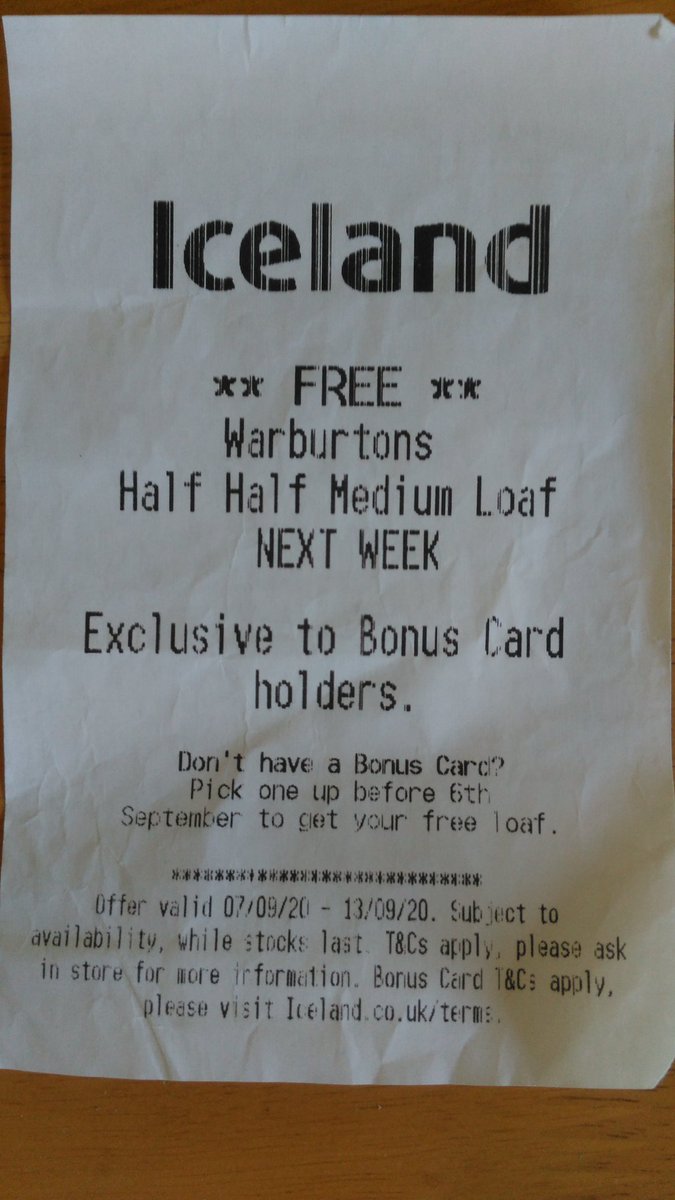 Iceland
** FREE **
Warburtons
Half Half Medium Loaf
NEXT WEEK
Exclusive to Bonus Card
holders.
Don't have a Bonus Card?
Pick one up before 6th
September to get your free loaf.
*******************************
Offer valid 07/09/20 - 13/09/20. Subject to
availability, while stocks last. T&Cs apply, please ask
in store for more information. Bonus Card T&Cs apply,
please visit Iceland.co.uk/terms.